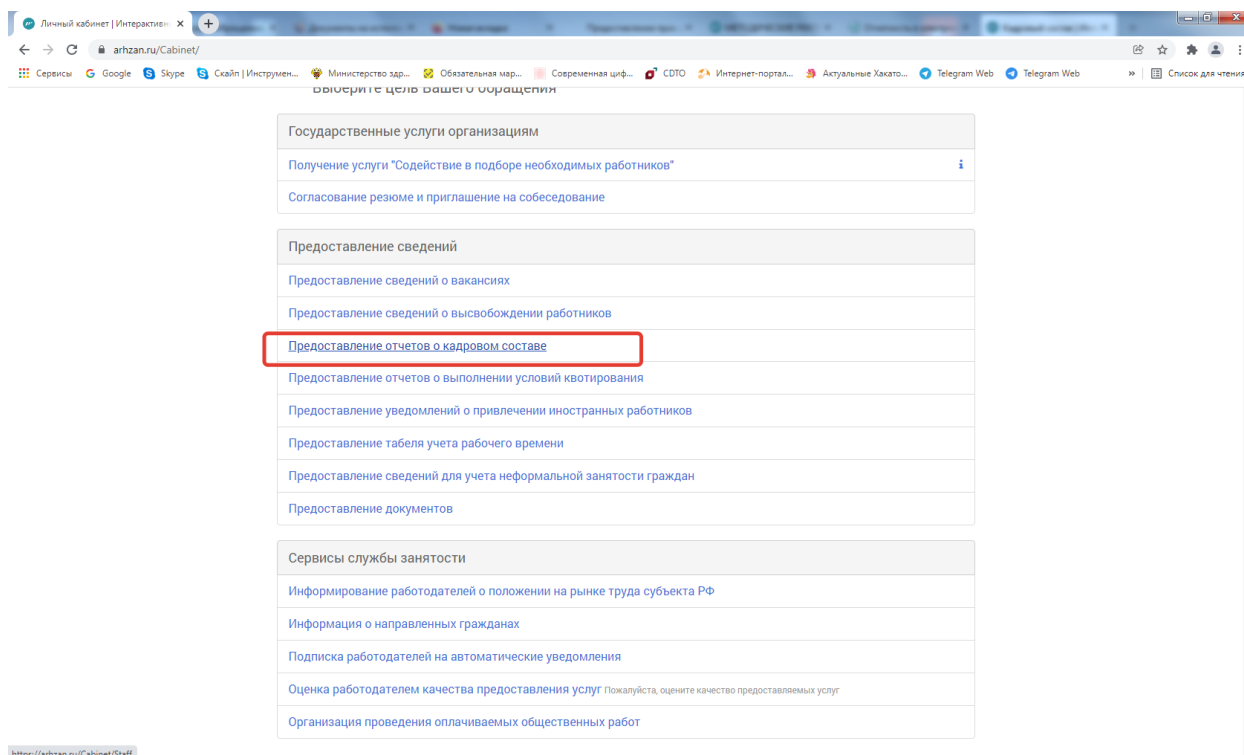 Личный кабинет | Интерактивн
arhzan.ru/Cabinet/
Сервисы Google Skype Скайп | Инструмен... Министерство здр... Обязательная мар... Современная циф... CDTO Интернет-портал... Актуальные Хакато... Telegram Web Telegram Web » Список для чтения
Выберите цель Вашего обращения
Государственные услуги организациям
Получение услуги "Содействие в подборе необходимых работников"
Согласование резюме и приглашение на собеседование
Предоставление сведений
Предоставление сведений о вакансиях
Предоставление сведений о высвобождении работников
Предоставление отчетов о кадровом составе
Предоставление отчетов о выполнении условий квотирования
Предоставление уведомлений о привлечении иностранных работников
Предоставление табеля учета рабочего времени
Предоставление сведений для учета неформальной занятости граждан
Предоставление документов
Сервисы службы занятости
Информирование работодателей о положении на рынке труда субъекта РФ
Информация о направленных гражданах
Подписка работодателей на автоматические уведомления
Оценка работодателем качества предоставления услуг Пожалуйста, оцените качество предоставляемых услуг
Организация проведения оплачиваемых общественных работ
https://arhzan.ru/Cabinet/Staff